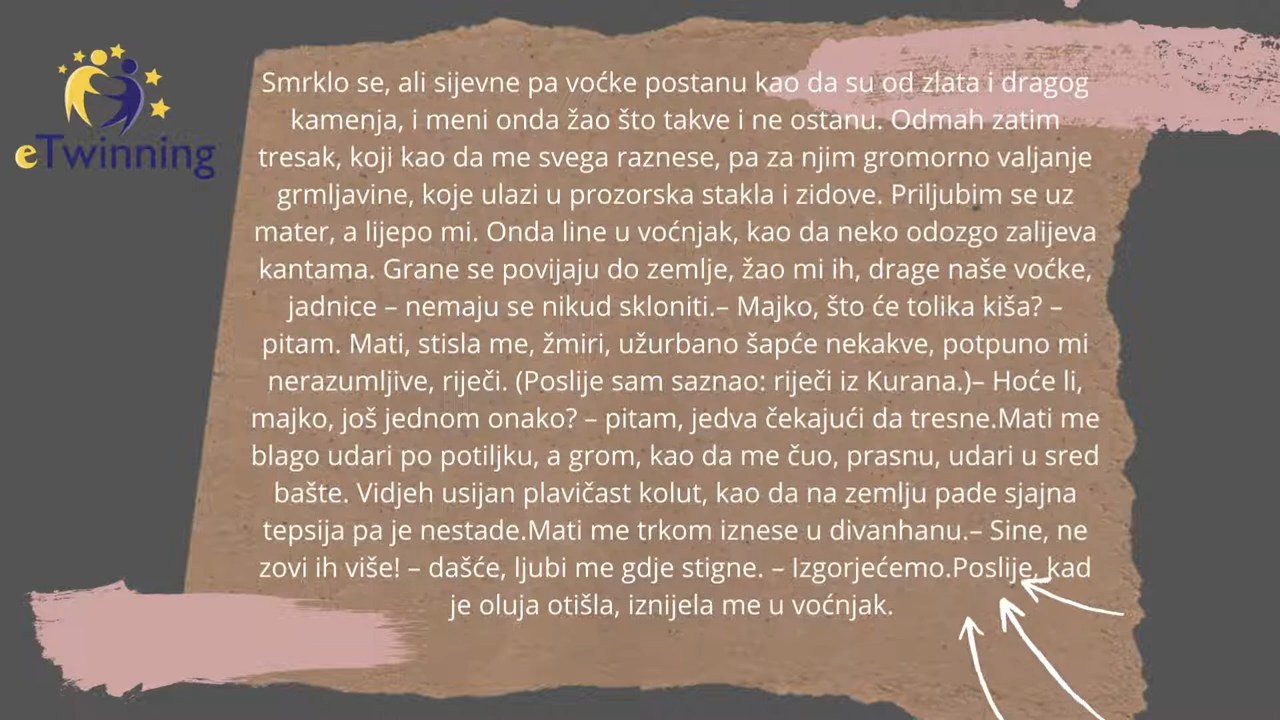 eTwinning
Smrklo se, ali sijevne pa voćke postanu kao da su od zlata i dragog
kamenja, i meni onda žao što takve i ne ostanu. Odmah zatim
tresak, koji kao da me svega raznese, pa za njim gromorno valjanje
grmljavine, koje ulazi u prozorska stakla i zidove. Priljubim se uz
mater, a lijepo mi. Onda line u voćnjak, kao da neko odozgo zalijeva
kantama. Grane se povijaju do zemlje, žao mi ih, drage naše voćke,
jadnice – nemaju se nikud skloniti.– Majko, što će tolika kiša? –
pitam. Mati, stisla me, žmiri, užurbano šapće nekakve, potpuno mi
nerazumljive, riječi. (Poslije sam saznao: riječi iz Kurana.)– Hoće li,
majko, još jednom onako? – pitam, jedva čekajući da tresne.Mati me
blago udari po potiljku, a grom, kao da me čuo, prasnu, udari u sred
bašte. Vidjeh usijan plavičast kolut, kao da na zemlju pade sjajna
tepsija pa je nestade.Mati me trkom iznese u divanhanu.– Sine, ne
zovi ih više! – dašće, ljubi me gdje stigne. – Izgorjećemo.Poslije, kad
je oluja otišla, iznijela me u voćnjak.